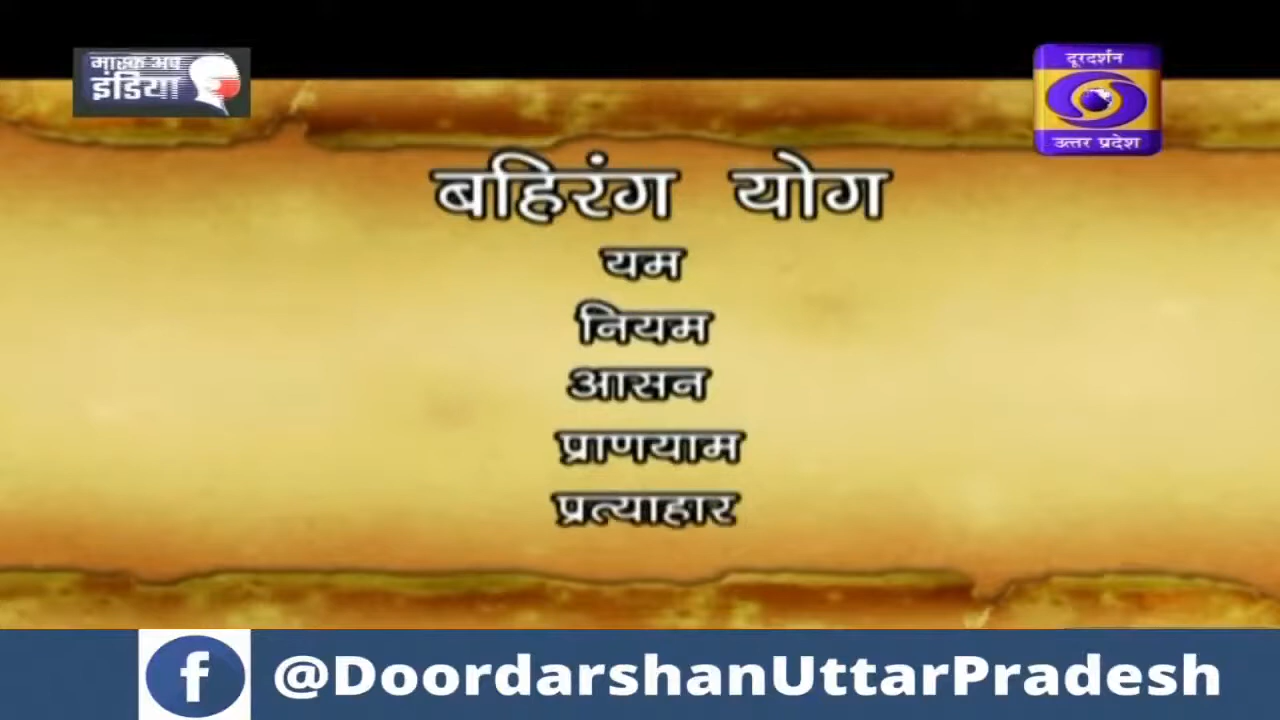 मास्क अप
इंडिया
दूरदर्शन
उत्तर प्रदेश
बहिरंग योग
यम
नियम
आसन
प्राणयाम
प्रत्याहार
f @DoordarshanUttarPradesh